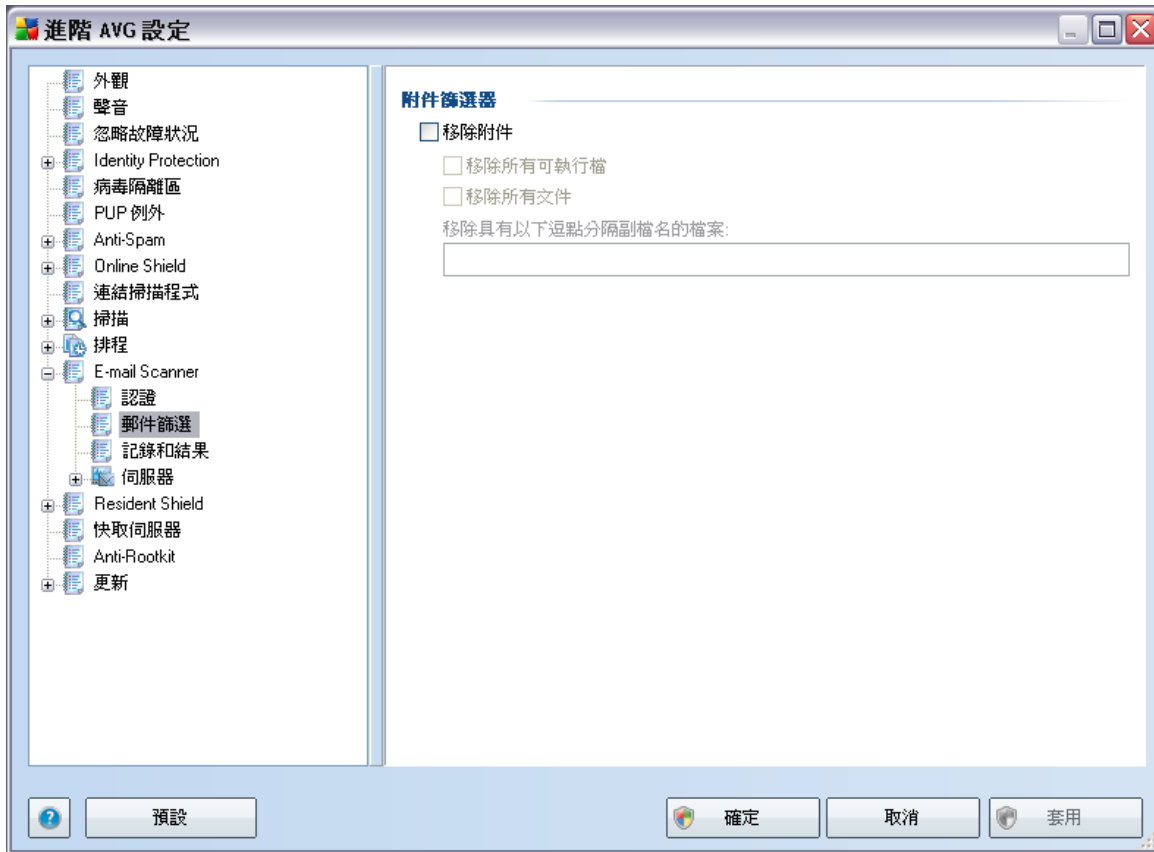 進階 AVG 設定
外觀
聲音
忽略故障狀況
Identity Protection
病毒隔離區
PUP 例外
Anti-Spam
Online Shield
連結掃描程式
掃描
排程
E-mail Scanner
認證
郵件篩選
記錄和結果
伺服器
Resident Shield
快取伺服器
Anti-Rootkit
更新
附件篩選器
移除附件
移除所有可執行檔
移除所有文件
移除具有以下逗點分隔副檔名的檔案:
預設
確定
取消
套用